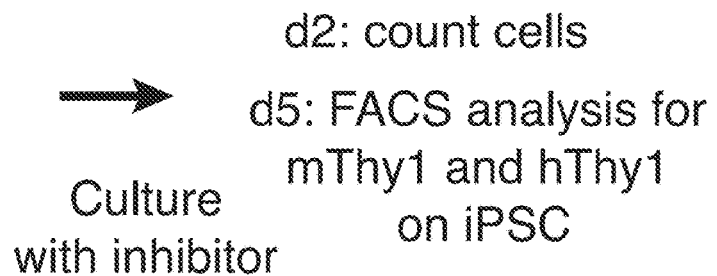 d2: count cells
d5: FACS analysis for
mThy1 and hThy1
on iPSC
Culture
with inhibitor